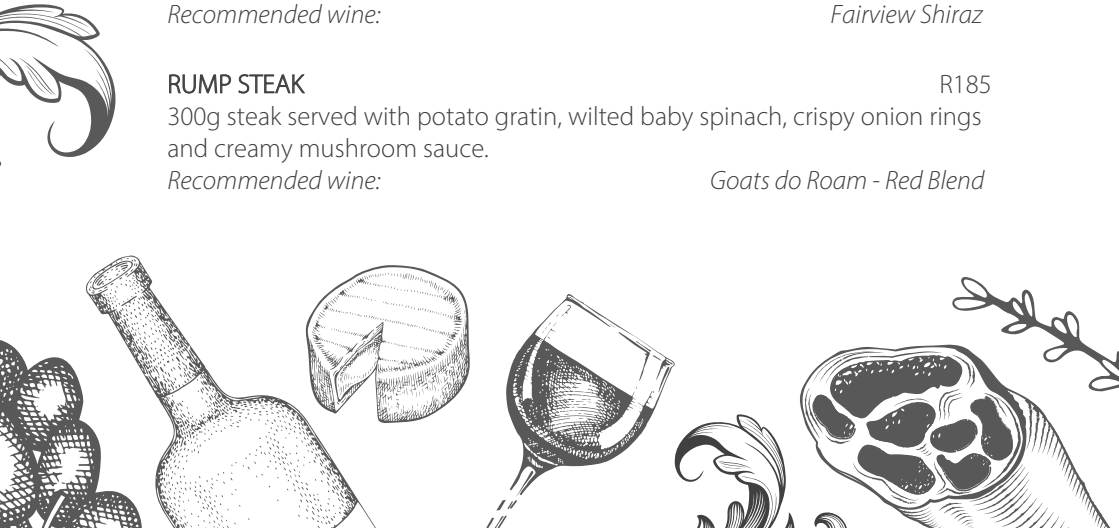 Recommended wine: Fairview Shiraz
RUMP STEAK R185
300g steak served with potato gratin, wilted baby spinach, crispy onion rings
and creamy mushroom sauce.
Recommended wine: Goats do Roam - Red Blend